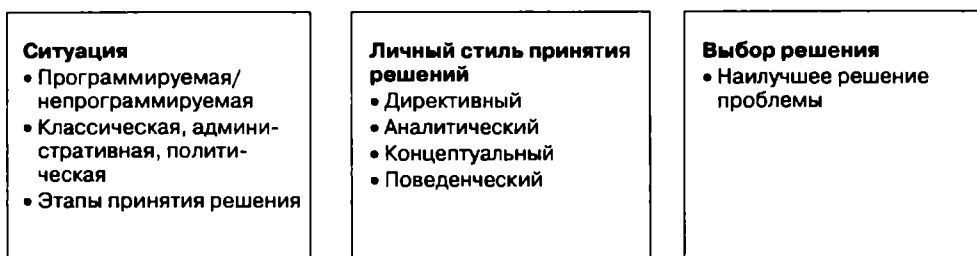 Ситуация
• Программируемая/
непрограммируемая
• Классическая, админи-
стративная, полити-
ческая
• Этапы принятия решения
Личный стиль принятия
решений
• Директивный
• Аналитический
• Концептуальный
• Поведенческий
Выбор решения
• Наилучшее решение
проблемы